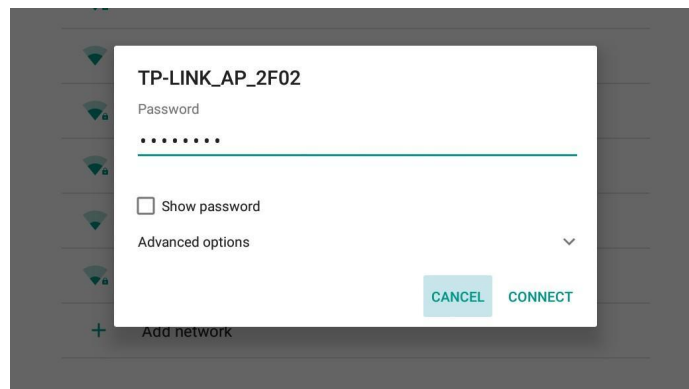 TP-LINK_AP_2F02
Password
••••••••
Show password
Advanced options
CANCEL CONNECT
Add network